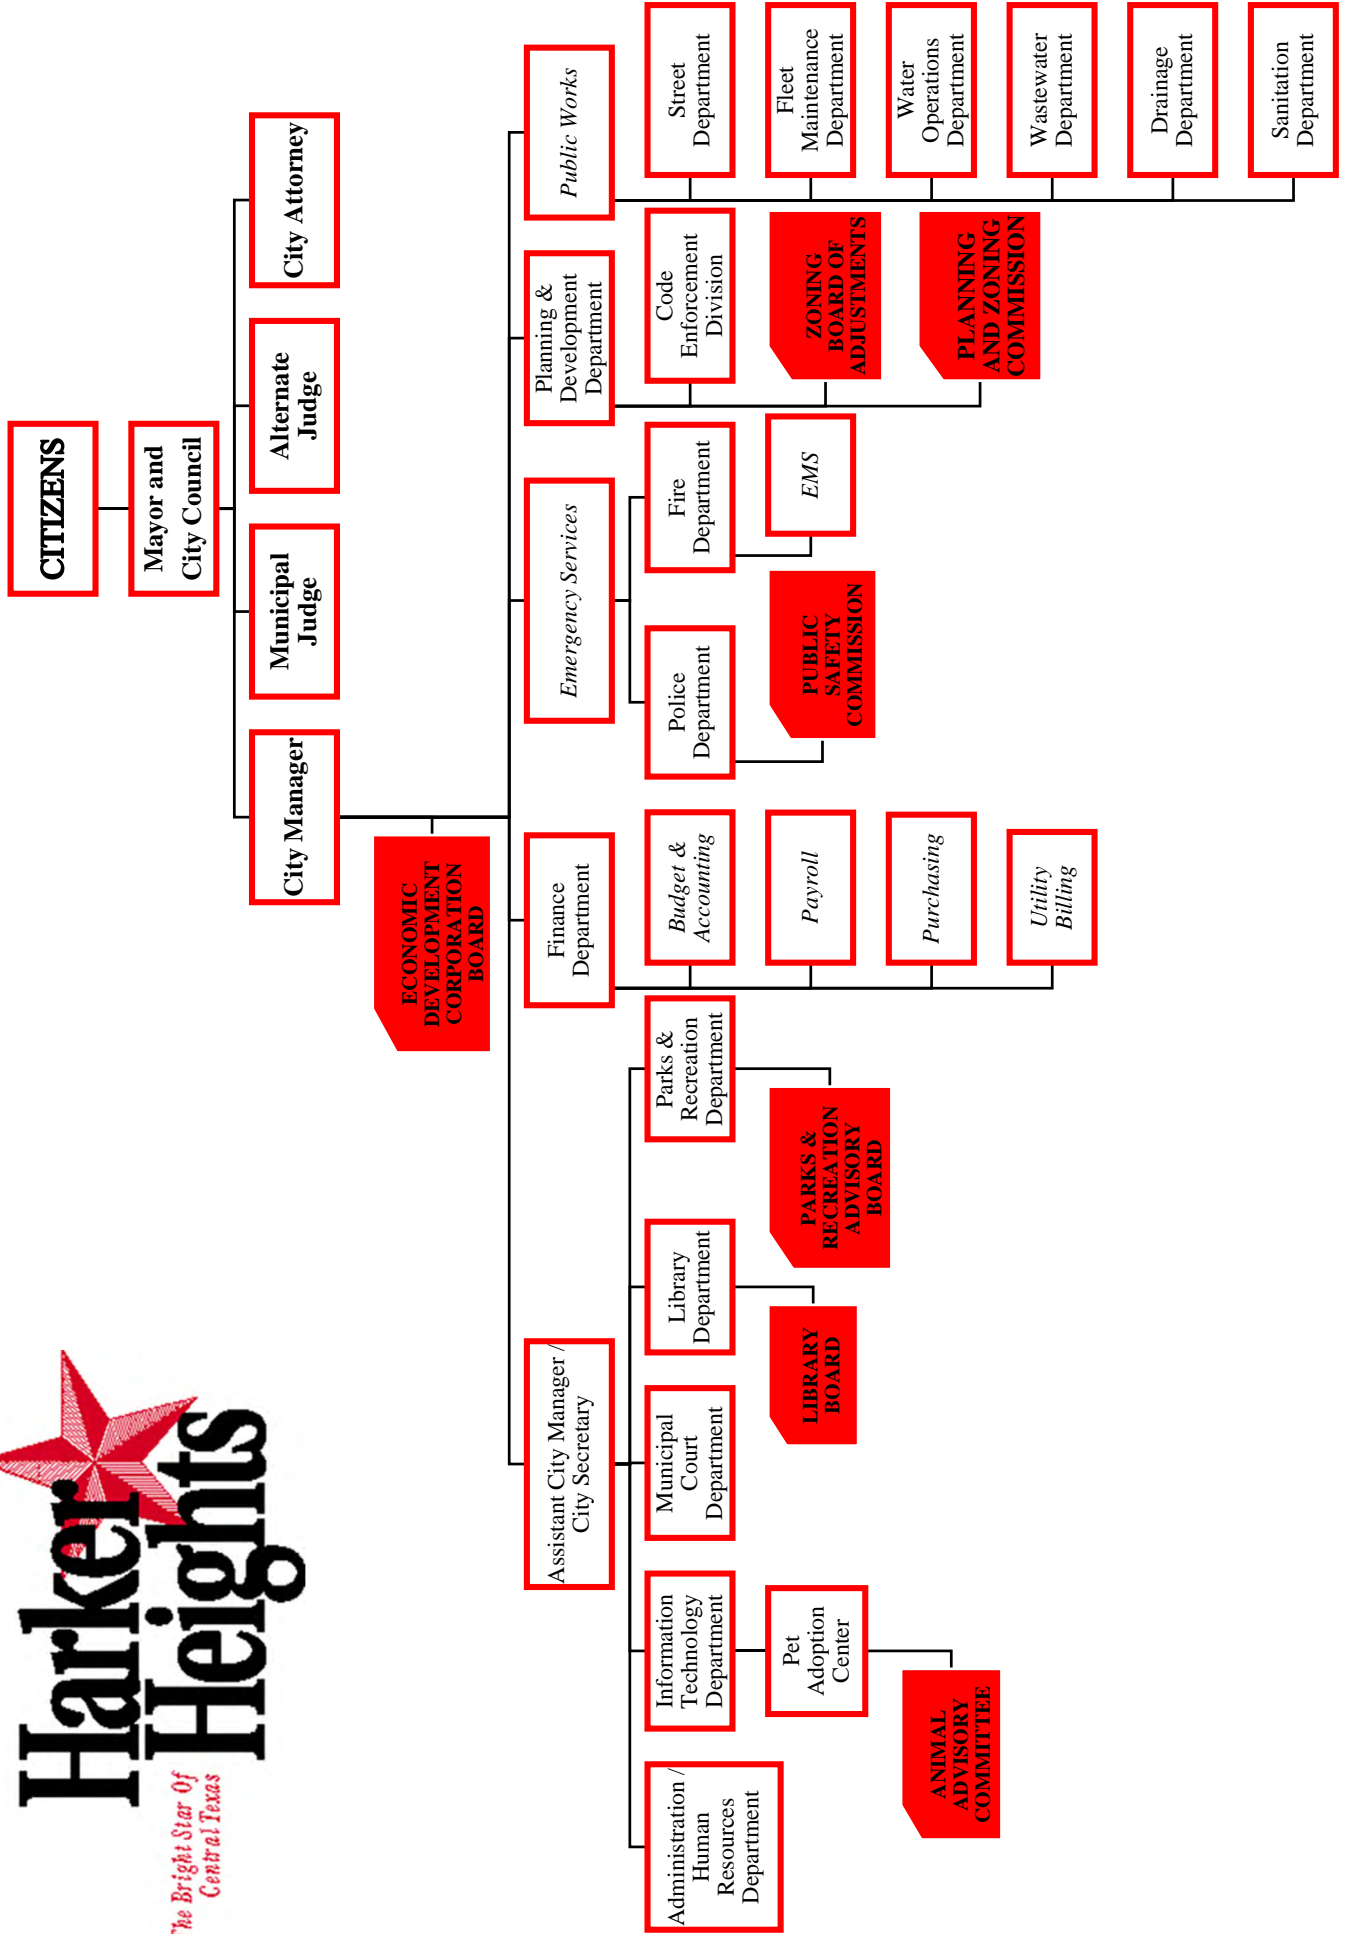 Harker
Heights
The Bright Star Of
Central Texas
CITIZENS
Mayor and
City Council
City Manager
Municipal
Judge
Alternate
Judge
City Attorney
ECONOMIC
DEVELOPMENT
CORPORATION
BOARD
Assistant City Manager /
City Secretary
Finance
Department
Emergency Services
Planning &
Development
Department
Public Works
Administration /
Human
Resources
Department
Information
Technology
Department
Municipal
Court
Department
Library
Department
Parks &
Recreation
Department
Budget &
Accounting
Police
Department
Fire
Department
Code
Enforcement
Division
Street
Department
Pet
Adoption
Center
LIBRARY
BOARD
PARKS &
RECREATION
ADVISORY
BOARD
Payroll
PUBLIC
SAFETY
COMMISSION
EMS
ZONING
BOARD OF
ADJUSTMENTS
Fleet
Maintenance
Department
ANIMAL
ADVISORY
COMMITTEE
Purchasing
PLANNING
AND ZONING
COMMISSION
Water
Operations
Department
Utility
Billing
Wastewater
Department
Drainage
Department
Sanitation
Department